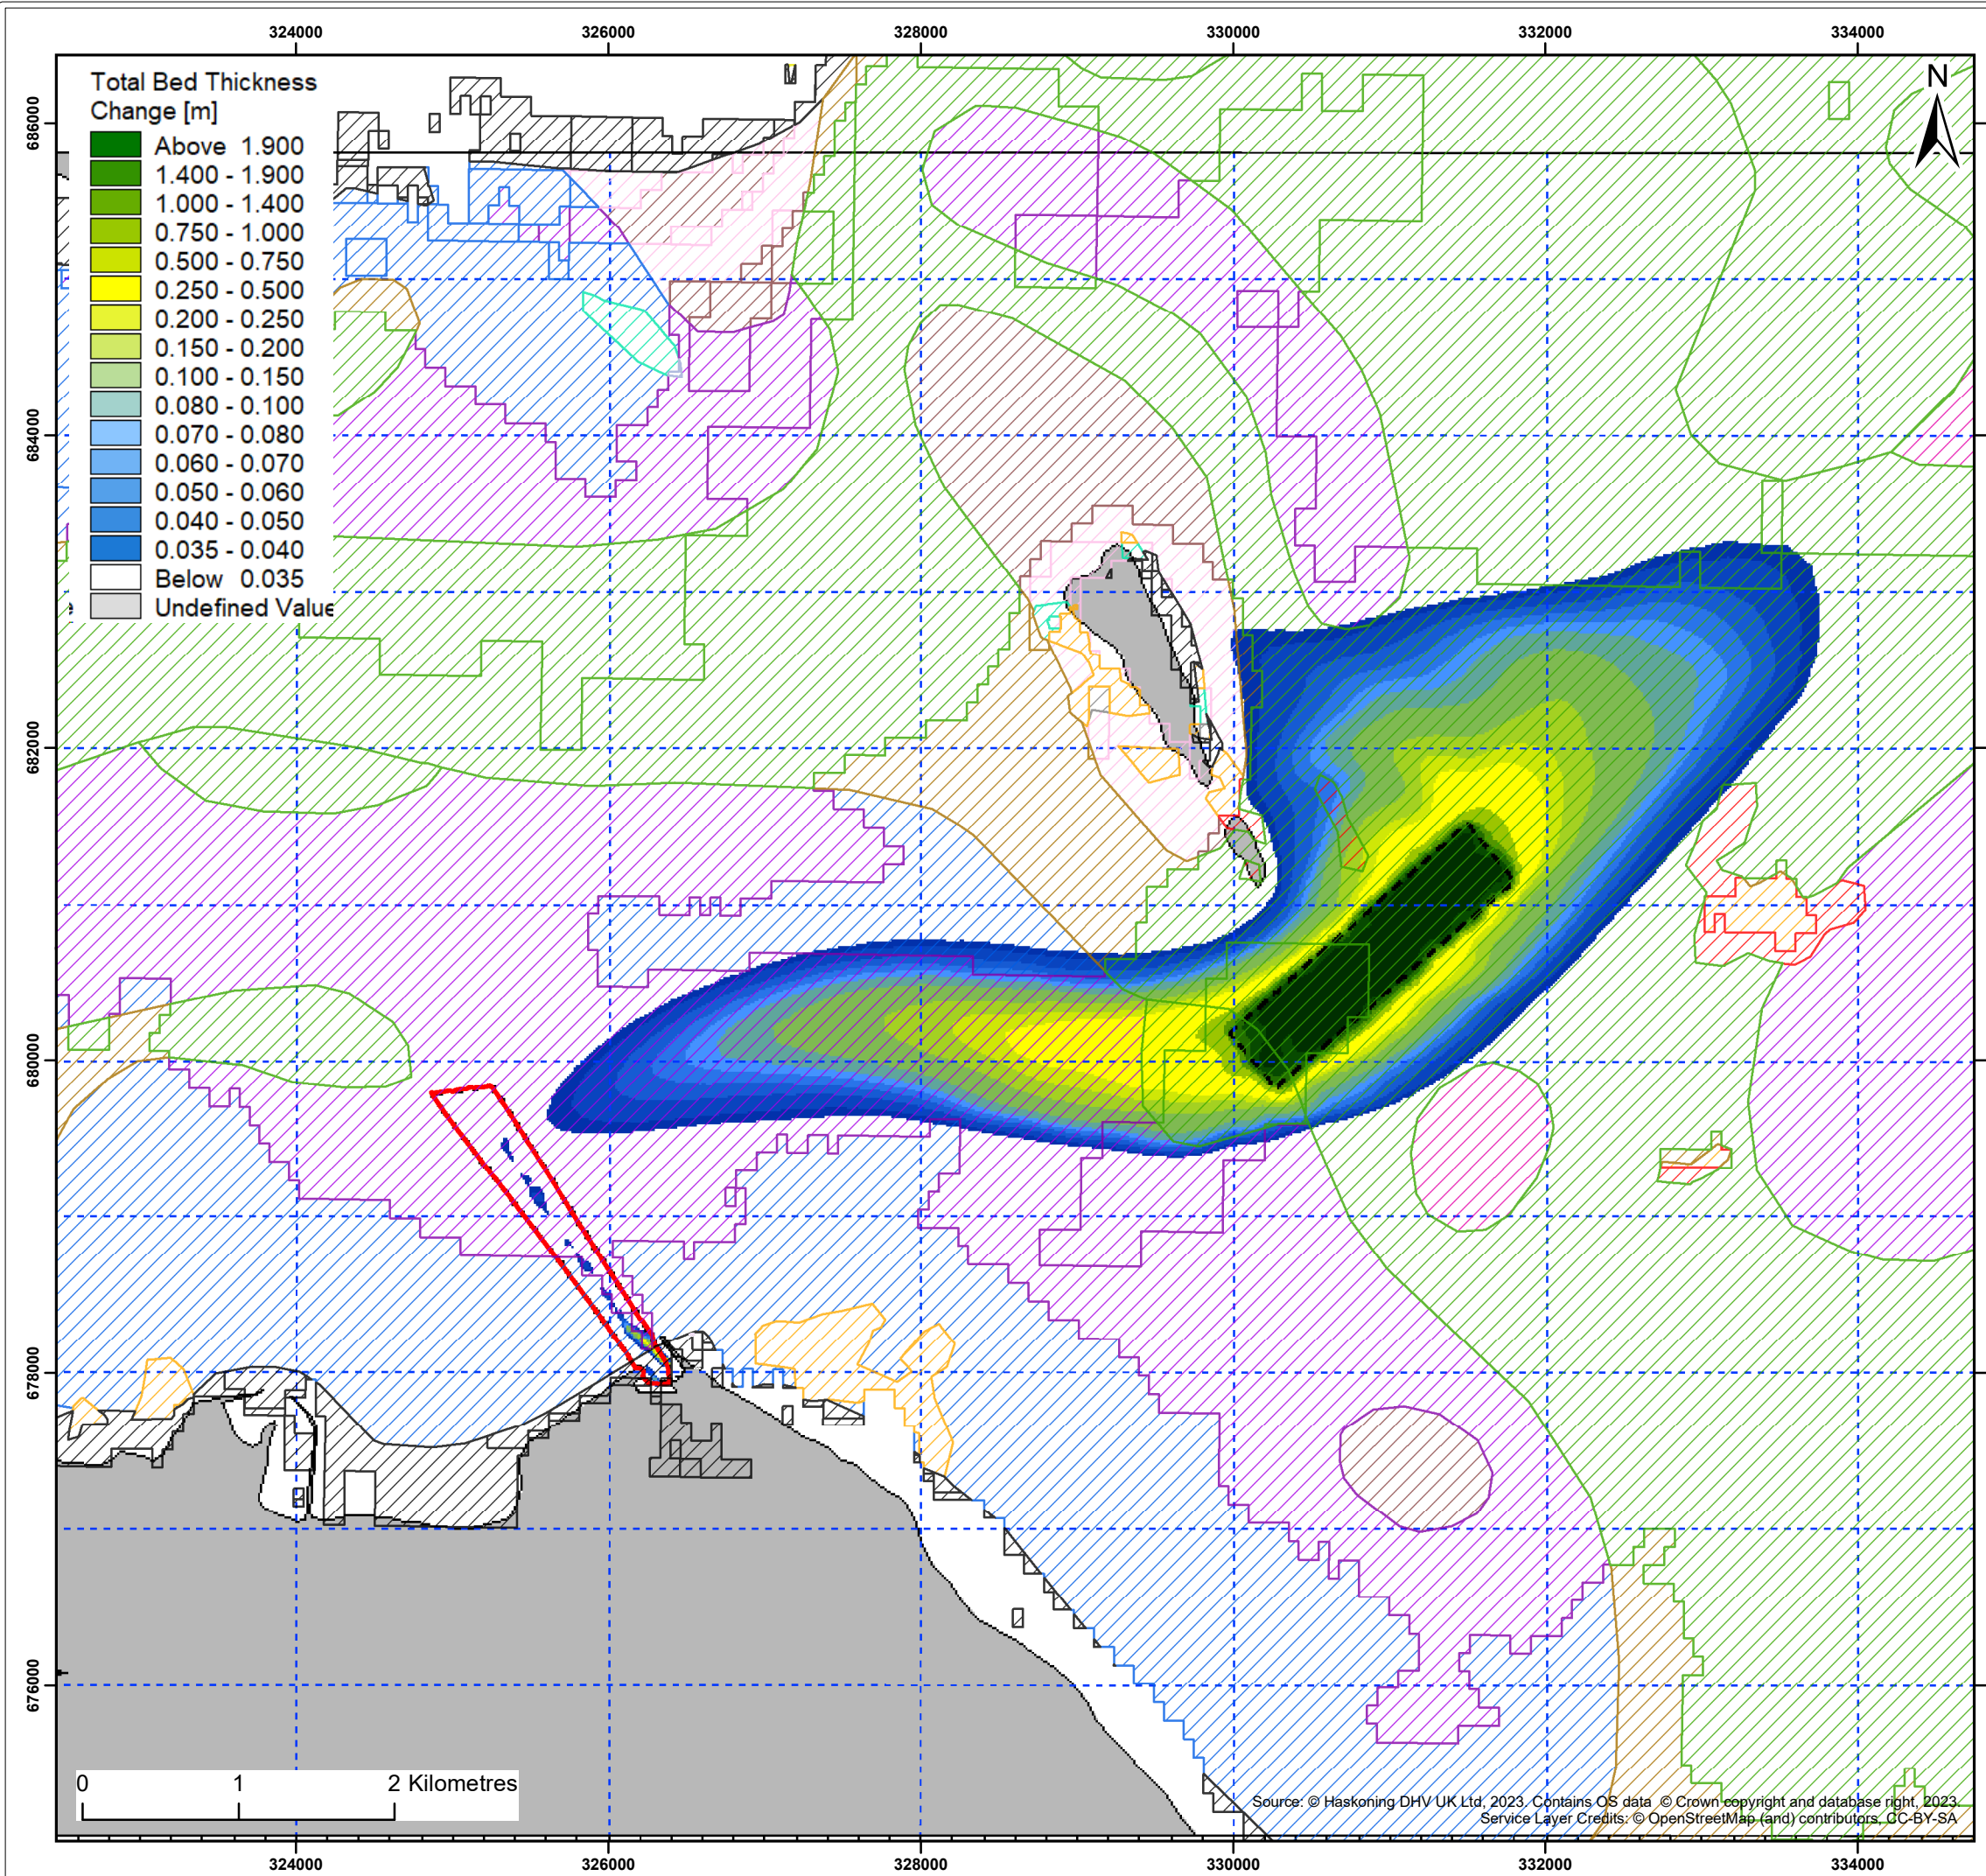 324000 326000 328000 330000 332000 334000
N
Total Bed Thickness
Change [m]
Above 1.900
1.400 - 1.900
1.000 - 1.400
0.750 - 1.000
0.500 - 0.750
0.250 - 0.500
0.200 - 0.250
0.150 - 0.200
0.100 - 0.150
0.080 - 0.100
0.070 - 0.080
0.060 - 0.070
0.050 - 0.060
0.040 - 0.050
0.035 - 0.040
Below 0.035
Undefined Value
686000
684000
682000
680000
678000
676000
0 1 2 Kilometres
Source: © Haskoning DHV UK Ltd, 2023. Contains OS data © Crown copyright and database right, 2023.
Service Layer Credits: © OpenStreetMap (and) contributors, CC-BY-SA
324000 326000 328000 330000 332000 334000